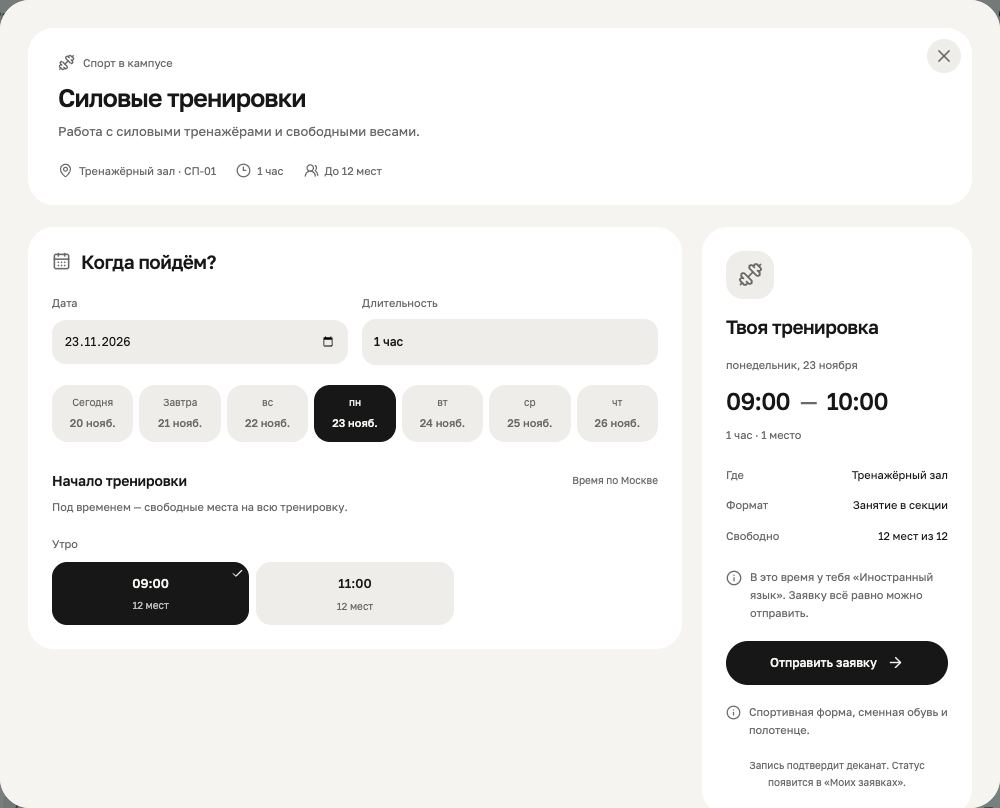 Спорт в кампусе
Силовые тренировки
Работа с силовыми тренажёрами и свободными весами.
Тренажёрный зал · СП-01
1 час
До 12 мест
Когда пойдём?
Дата
Длительность
23.11.2026
1 час
Сегодня
20 нояб.
Завтра
21 нояб.
вс
22 нояб.
пн
23 нояб.
вт
24 нояб.
ср
25 нояб.
чт
26 нояб.
Начало тренировки
Время по Москве
Под временем — свободные места на всю тренировку.
Утро
09:00
12 мест
11:00
12 мест
Твоя тренировка
понедельник, 23 ноября
09:00 — 10:00
1 час · 1 место
Где
Тренажёрный зал
Формат
Занятие в секции
Свободно
12 мест из 12
В это время у тебя «Иностранный
язык». Заявку всё равно можно
отправить.
Отправить заявку
Спортивная форма, сменная обувь и
полотенце.
Запись подтвердит деканат. Статус
появится в «Моих заявках».